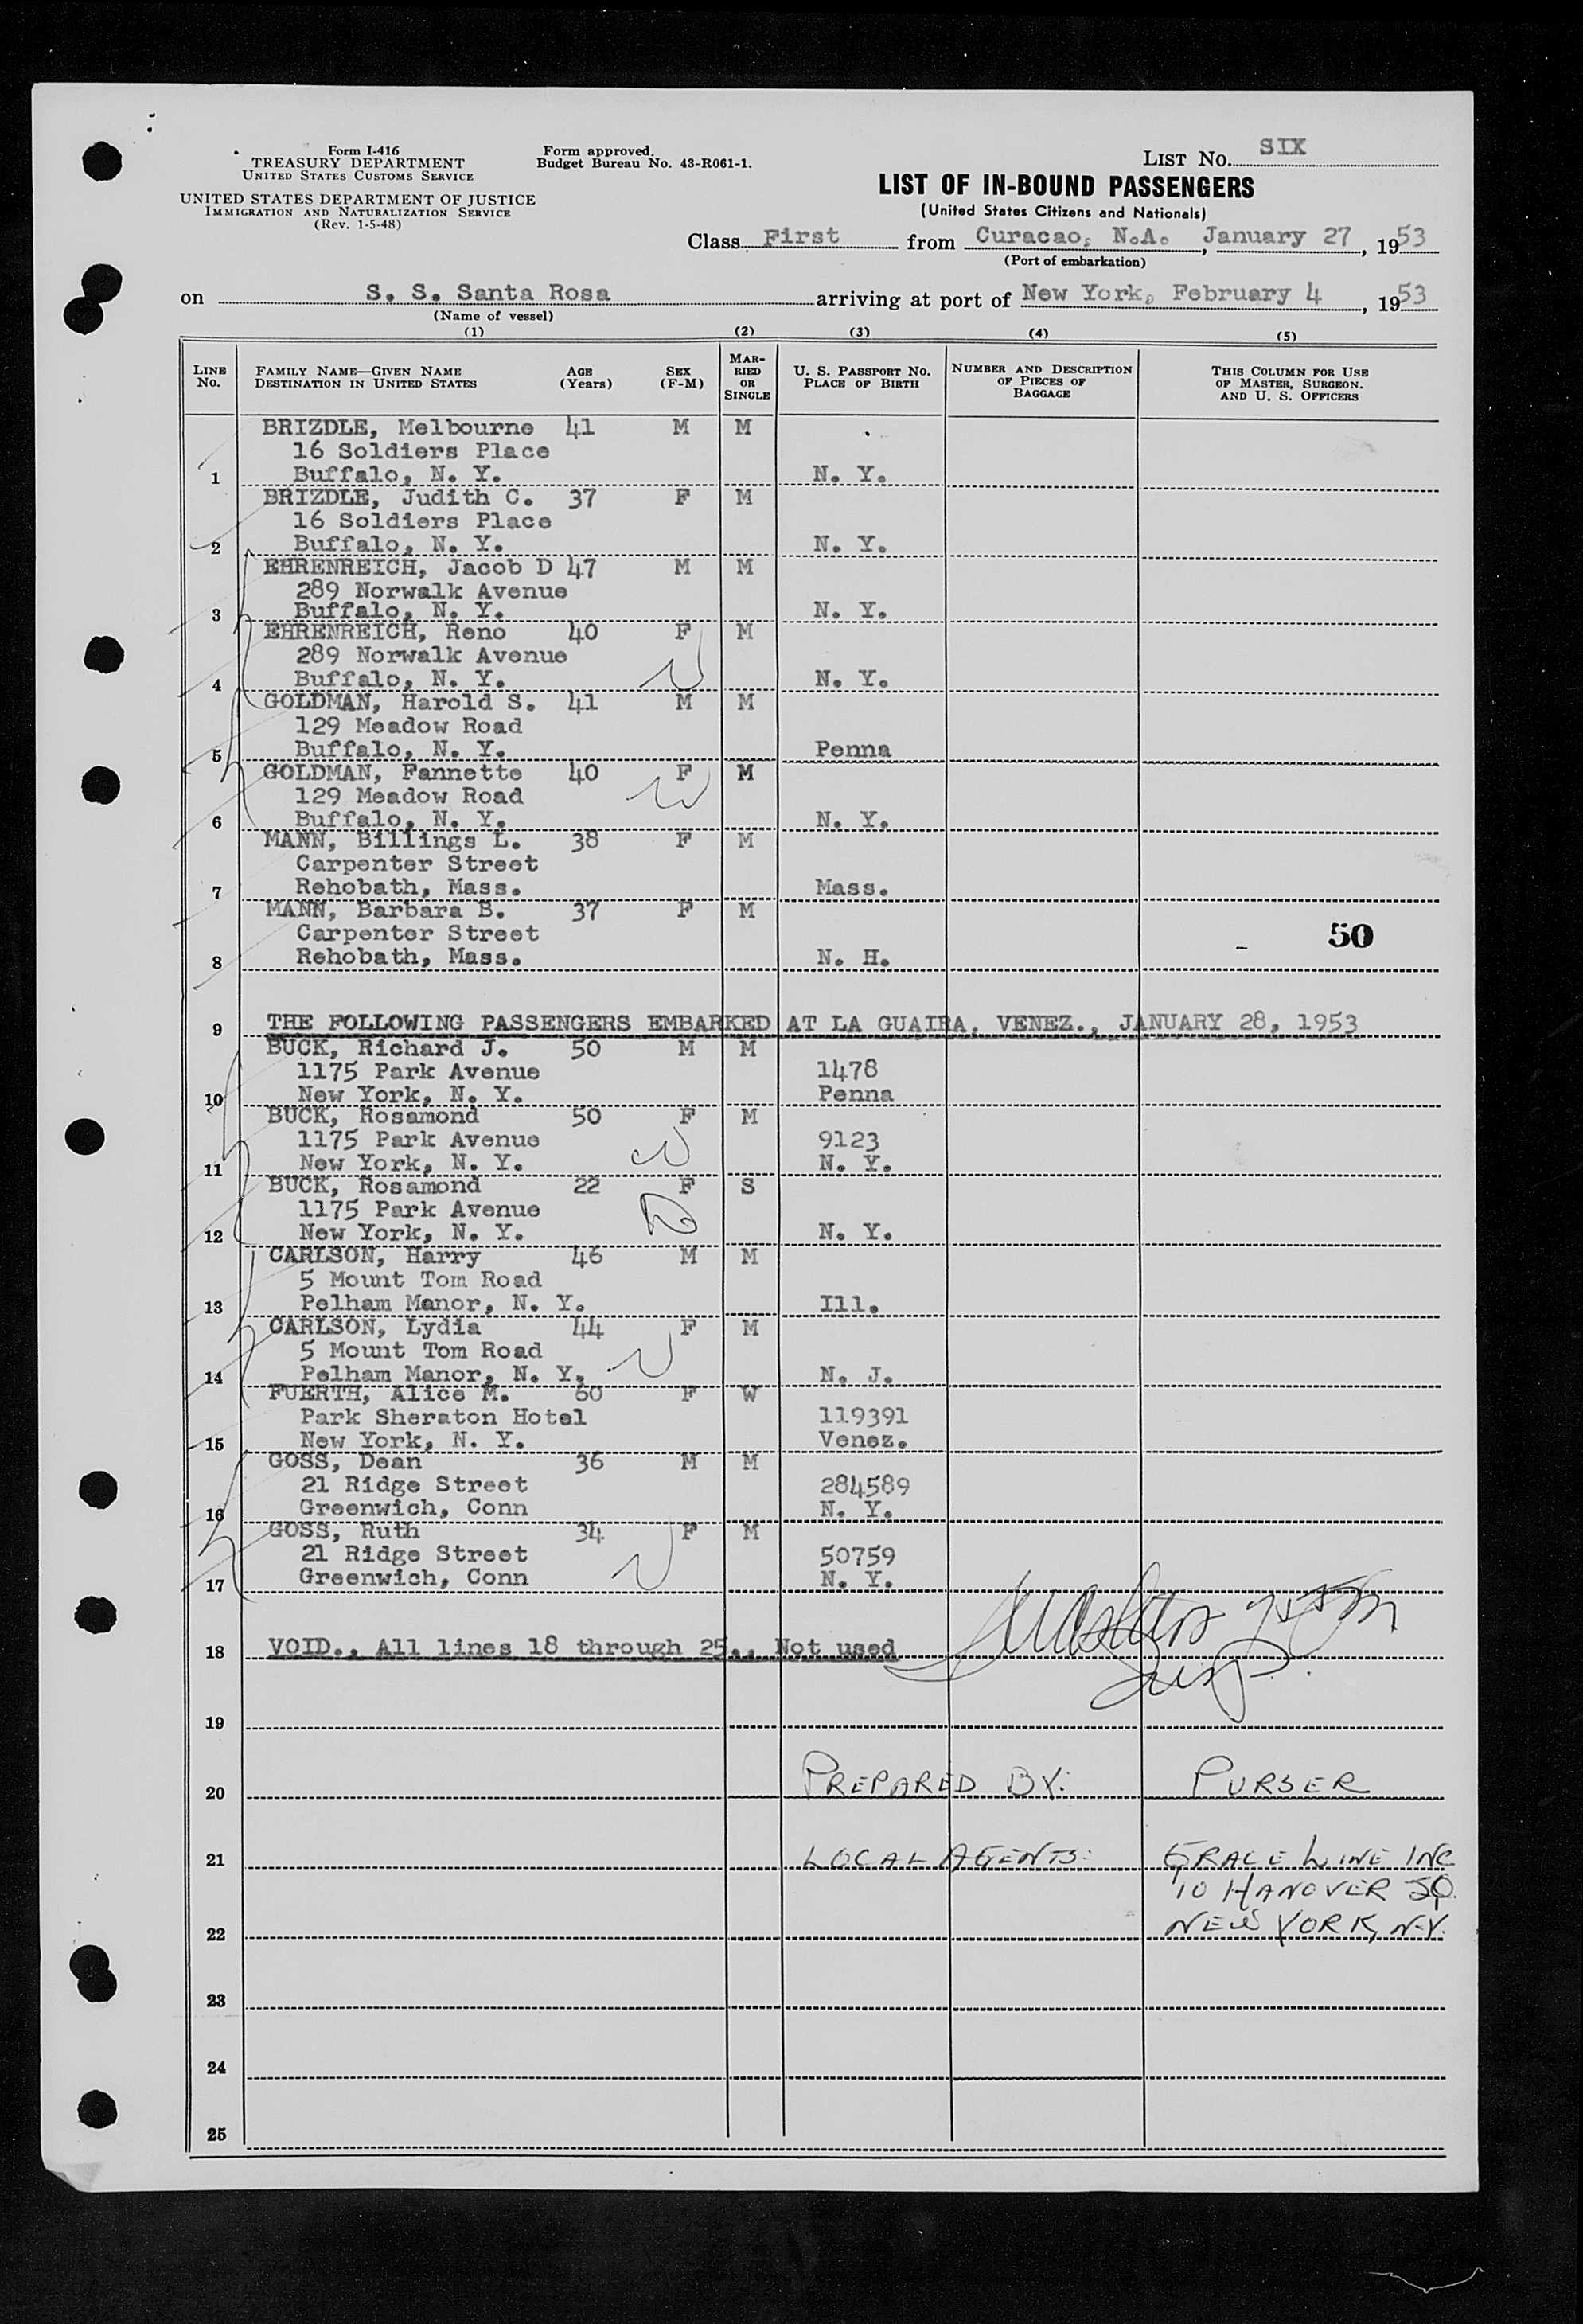 Form I-416
TREASURY DEPARTMENT
UNITED STATES CUSTOMS SERVICE
UNITED STATES DEPARTMENT OF JUSTICE
IMMIGRATION AND NATURALIZATION SERVICE
(Rev. 1-5-48)
Form approved.
Budget Bureau No. 43-R061-1.
LIST No. SIX
LIST OF IN-BOUND PASSENGERS
(United States Citizens and Nationals)
Class First from Curacao, N.A., January 27, 1953
(Port of embarkation)
on S. S. Santa Rosa arriving at port of New York, February 4, 1953
(Name of vessel)
(1) (2) (3) (4) (5)
LINE No. FAMILY NAME—GIVEN NAME DESTINATION IN UNITED STATES AGE (Years) SEX (F-M) MARRIED OR SINGLE U. S. PASSPORT NO. PLACE OF BIRTH NUMBER AND DESCRIPTION OF PIECES OF BAGGAGE THIS COLUMN FOR USE OF MASTER, SURGEON. AND U. S. OFFICERS
BRIZDLE, Melbourne 41 M M
16 Soldiers Place
1 Buffalo, N. Y. N. Y.
BRIZDLE, Judith C. 37 F M
16 Soldiers Place
2 Buffalo, N. Y. N. Y.
EHRENREICH, Jacob D 47 M M
289 Norwalk Avenue
3 Buffalo, N. Y. N. Y.
EHRENREICH, Reno 40 F M
289 Norwalk Avenue
4 Buffalo, N. Y. N. Y.
GOLDMAN, Harold S. 41 M M
129 Meadow Road
5 Buffalo, N. Y. Penna
GOLDMAN, Fannette 40 F M
129 Meadow Road
6 Buffalo, N. Y. N. Y.
MANN, Billings L. 38 F M
Carpenter Street
7 Rehobath, Mass. Mass.
MANN, Barbara B. 37 F M
Carpenter Street 50
8 Rehobath, Mass. N. H.
9 THE FOLLOWING PASSENGERS EMBARKED AT LA GUAIRA, VENEZ., JANUARY 28, 1953
BUCK, Richard J. 50 M M
1175 Park Avenue 1478
10 New York, N. Y. Penna
BUCK, Rosamond 50 F M
1175 Park Avenue 9123
11 New York, N. Y. N. Y.
BUCK, Rosamond 22 F S
1175 Park Avenue
12 New York, N. Y. N. Y.
CARLSON, Harry 46 M M
5 Mount Tom Road
13 Pelham Manor, N. Y. Ill.
CARLSON, Lydia 44 F M
5 Mount Tom Road
14 Pelham Manor, N. Y. N. J.
FUERTH, Alice M. 60 F W
Park Sheraton Hotel 119391
15 New York, N. Y. Venez.
GOSS, Dean 36 M M
21 Ridge Street 284589
16 Greenwich, Conn N. Y.
GOSS, Ruth 34 F M
21 Ridge Street 50759
17 Greenwich, Conn N. Y.
18 VOID., All lines 18 through 25., Not used
19
20 PREPARED BY: PURSER
21 LOCAL AGENTS: GRACE LINE INC
10 HANOVER SQ.
22 NEW YORK, N.Y.
23
24
25